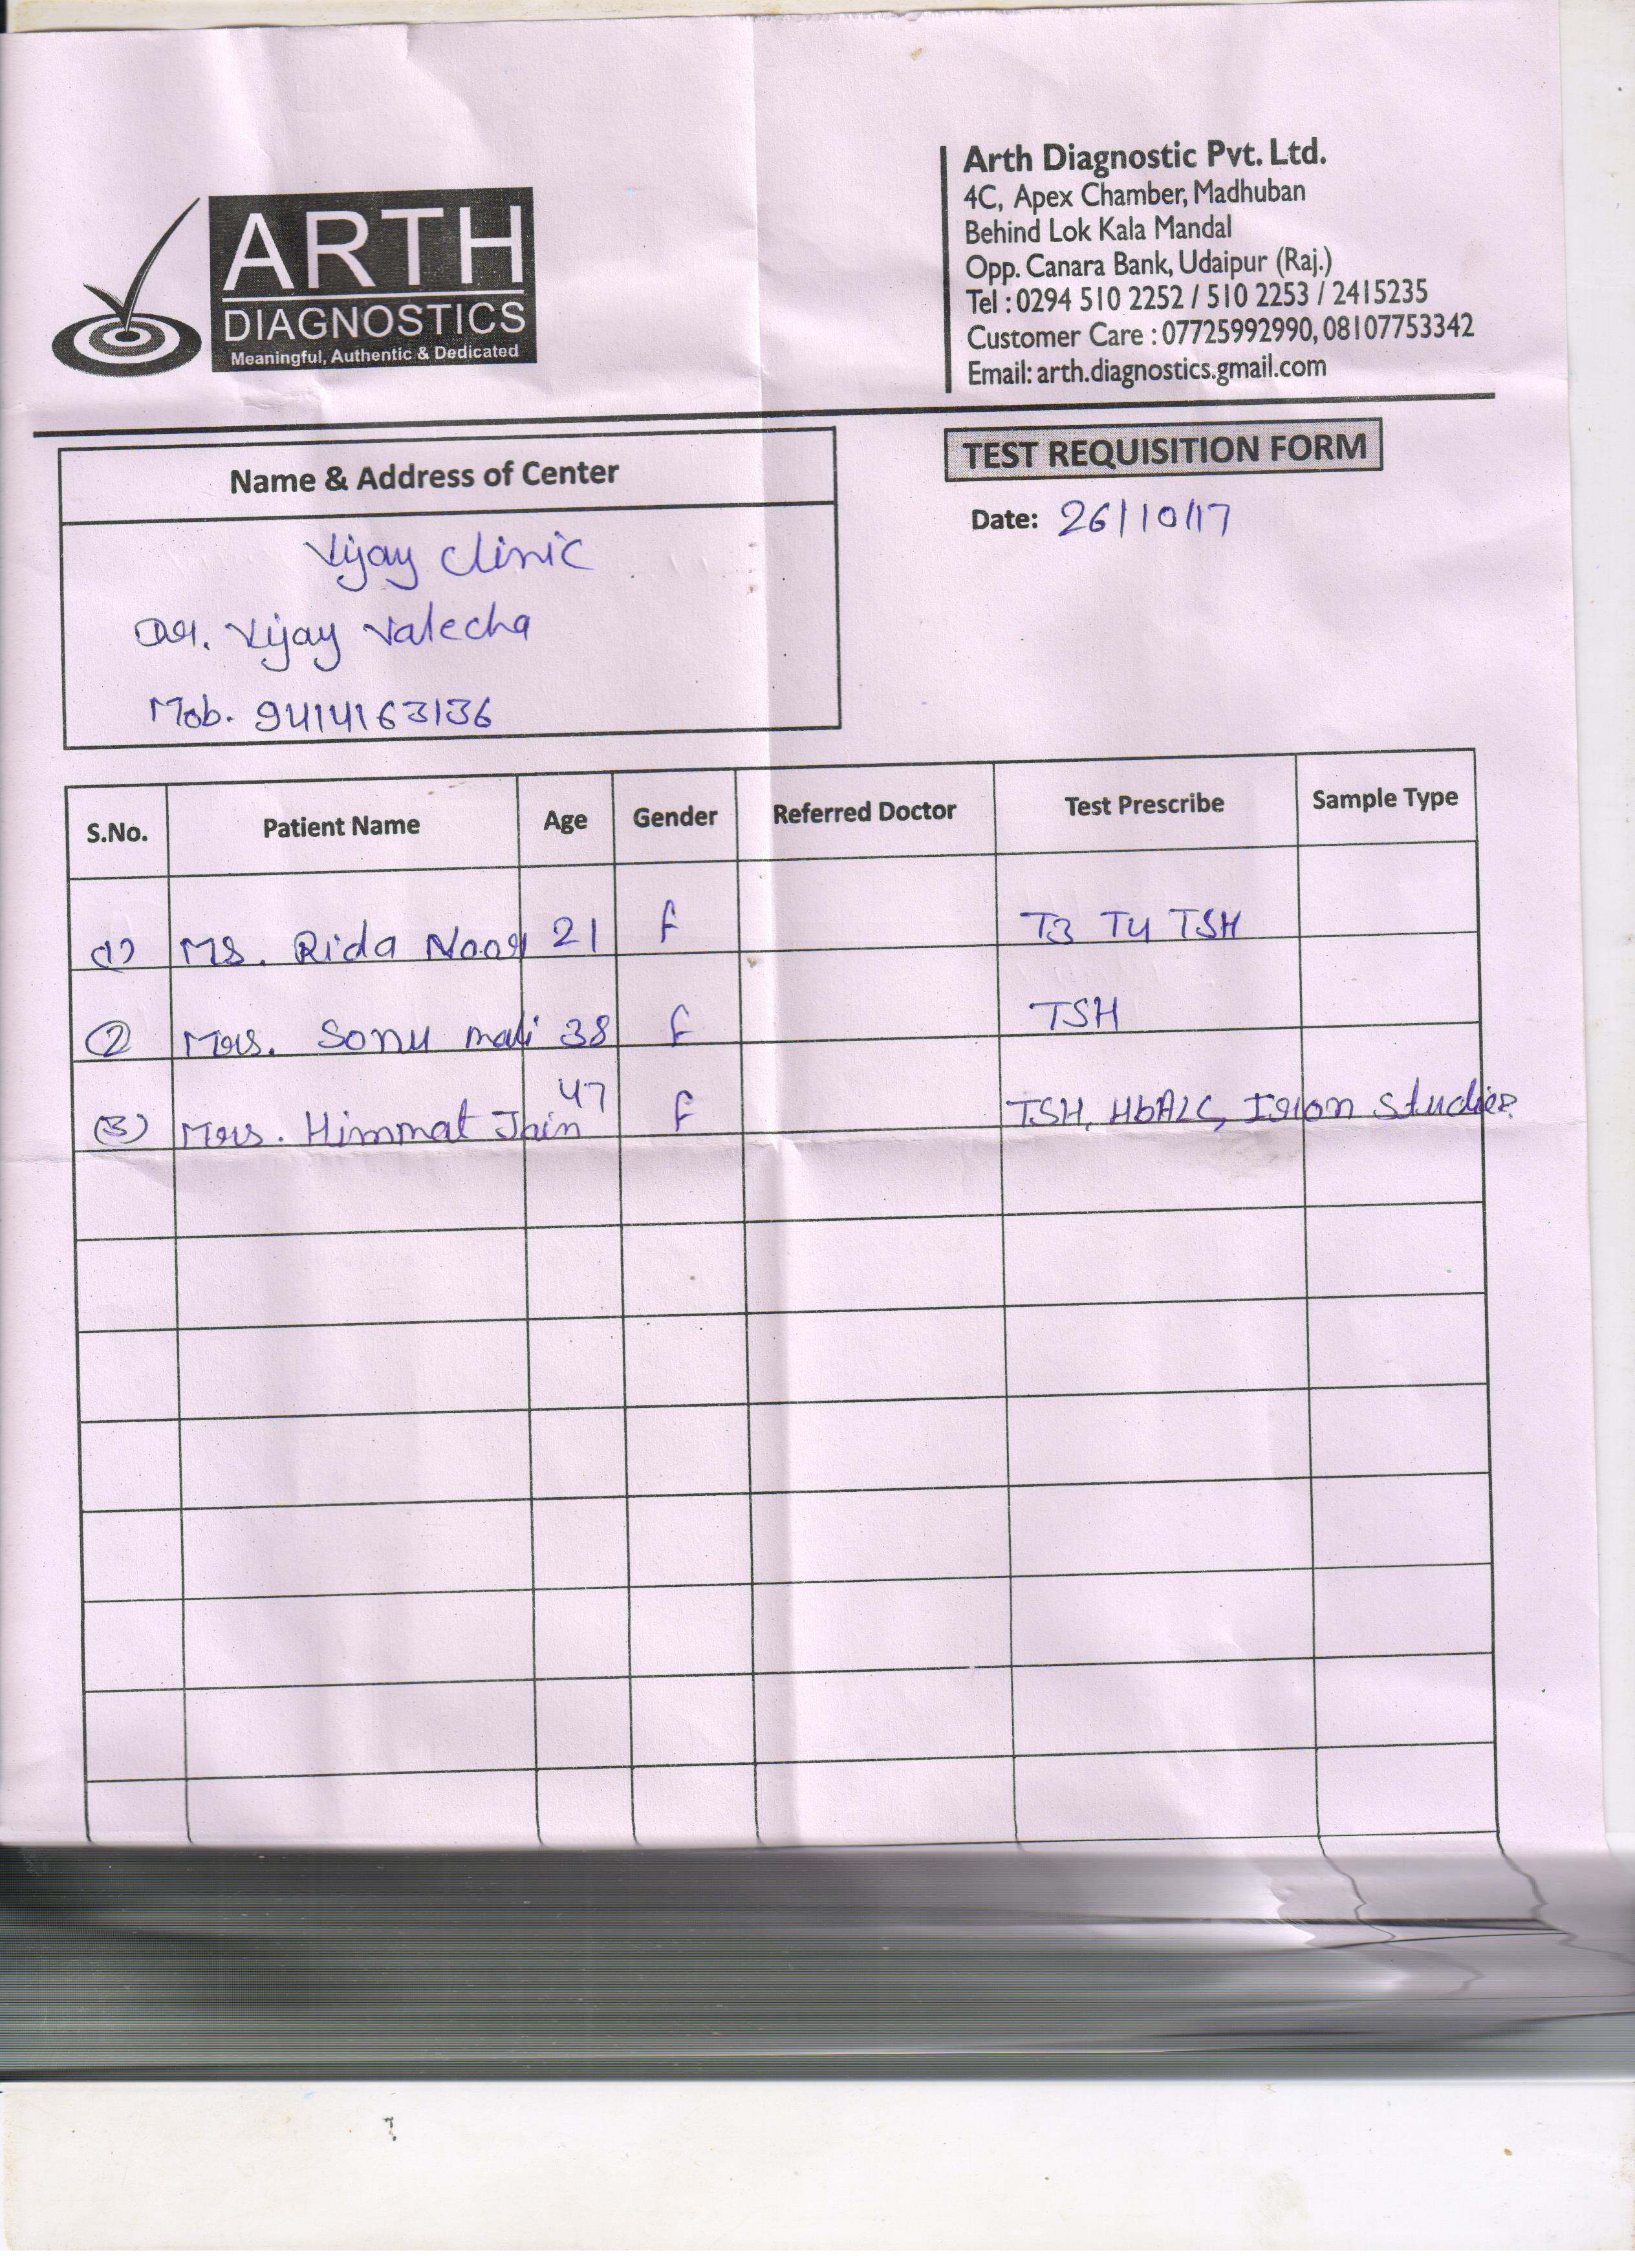 ARTH
DIAGNOSTICS
Meaningful, Authentic & Dedicated
Arth Diagnostic Pvt. Ltd.
4C, Apex Chamber, Madhuban
Behind Lok Kala Mandal
Opp. Canara Bank, Udaipur (Raj.)
Tel : 0294 510 2252 / 510 2253 / 2415235
Customer Care : 07725992990, 08107753342
Email: arth.diagnostics.gmail.com
Name & Address of Center
TEST REQUISITION FORM
Date: 26/10/17
Vijay Clinic
Dr. Vijay Valecha
Mob. 9414163136
S.No. Patient Name Age Gender Referred Doctor Test Prescribe Sample Type
(1) Ms. Rida Noor 21 F T3 T4 TSH
(2) Mrs. Sonu mali 38 F TSH
(3) Mrs. Himmat Jain 47 F TSH, HbA1C, Iron Studies